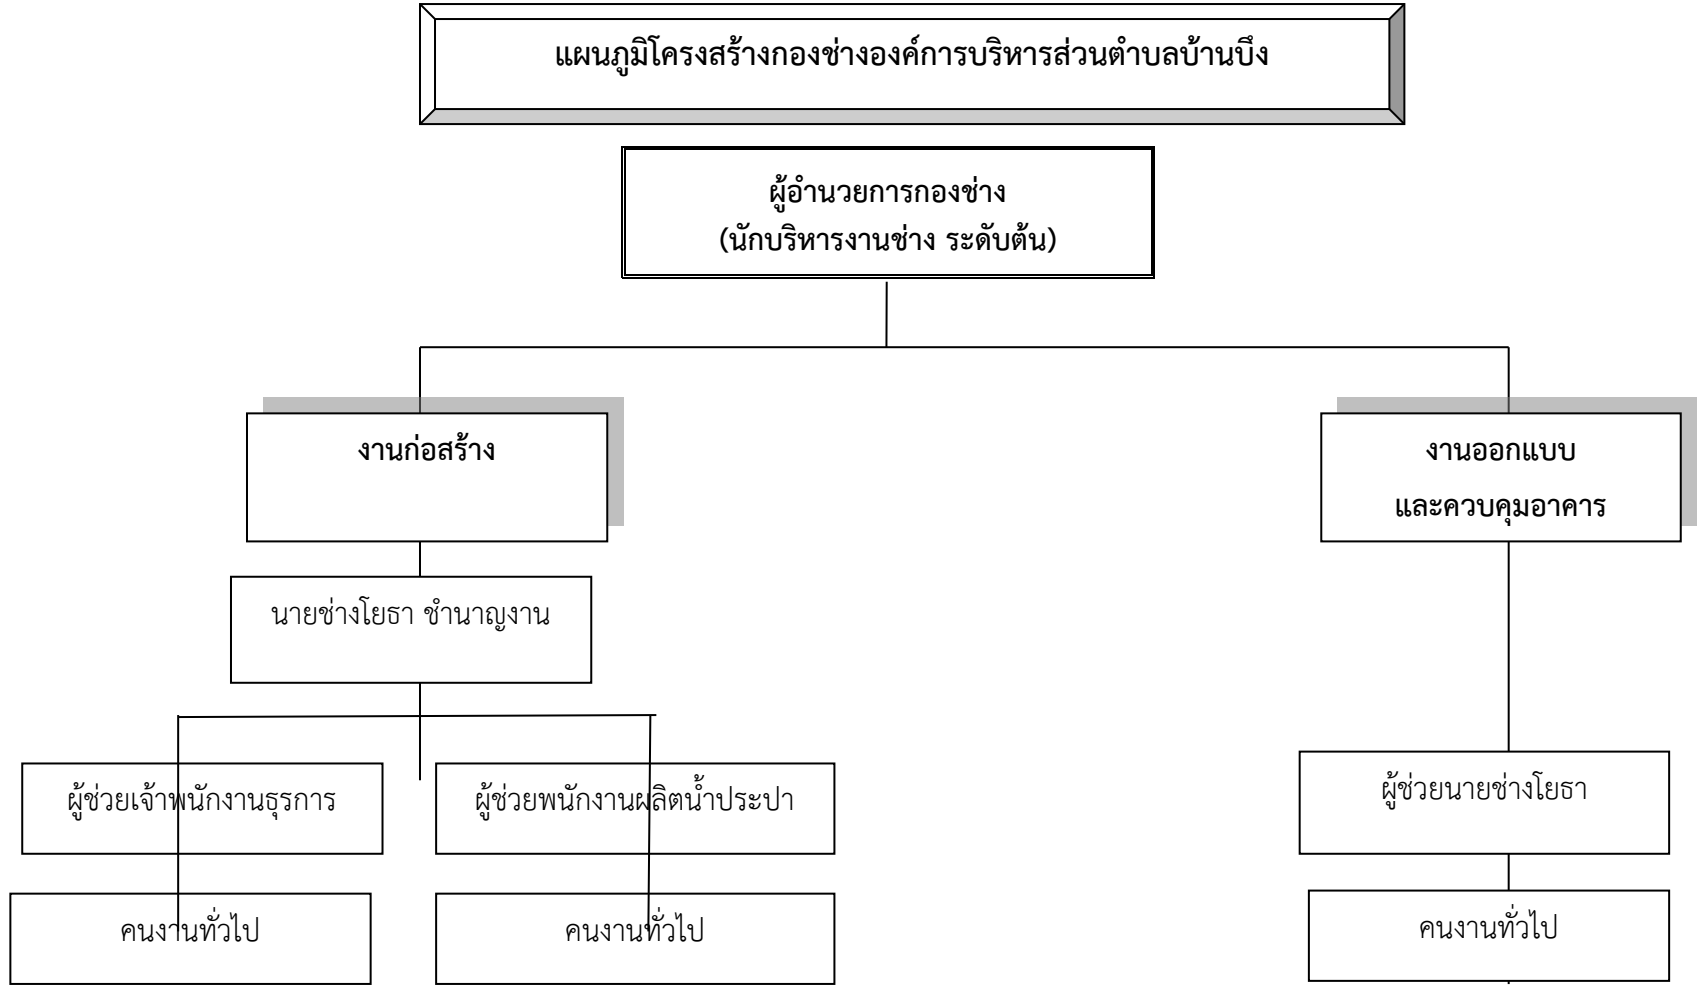 แผนภูมิโครงสร้างกองช่างองค์การบริหารส่วนตำบลบ้านบึง
ผู้อำนวยการกองช่าง
(นักบริหารงานช่าง ระดับต้น)
งานก่อสร้าง
งานออกแบบ
และควบคุมอาคาร
นายช่างโยธา ชำนาญงาน
ผู้ช่วยเจ้าพนักงานธุรการ
ผู้ช่วยพนักงานผลิตน้ำประปา
ผู้ช่วยนายช่างโยธา
คนงานทั่วไป
คนงานทั่วไป
คนงานทั่วไป